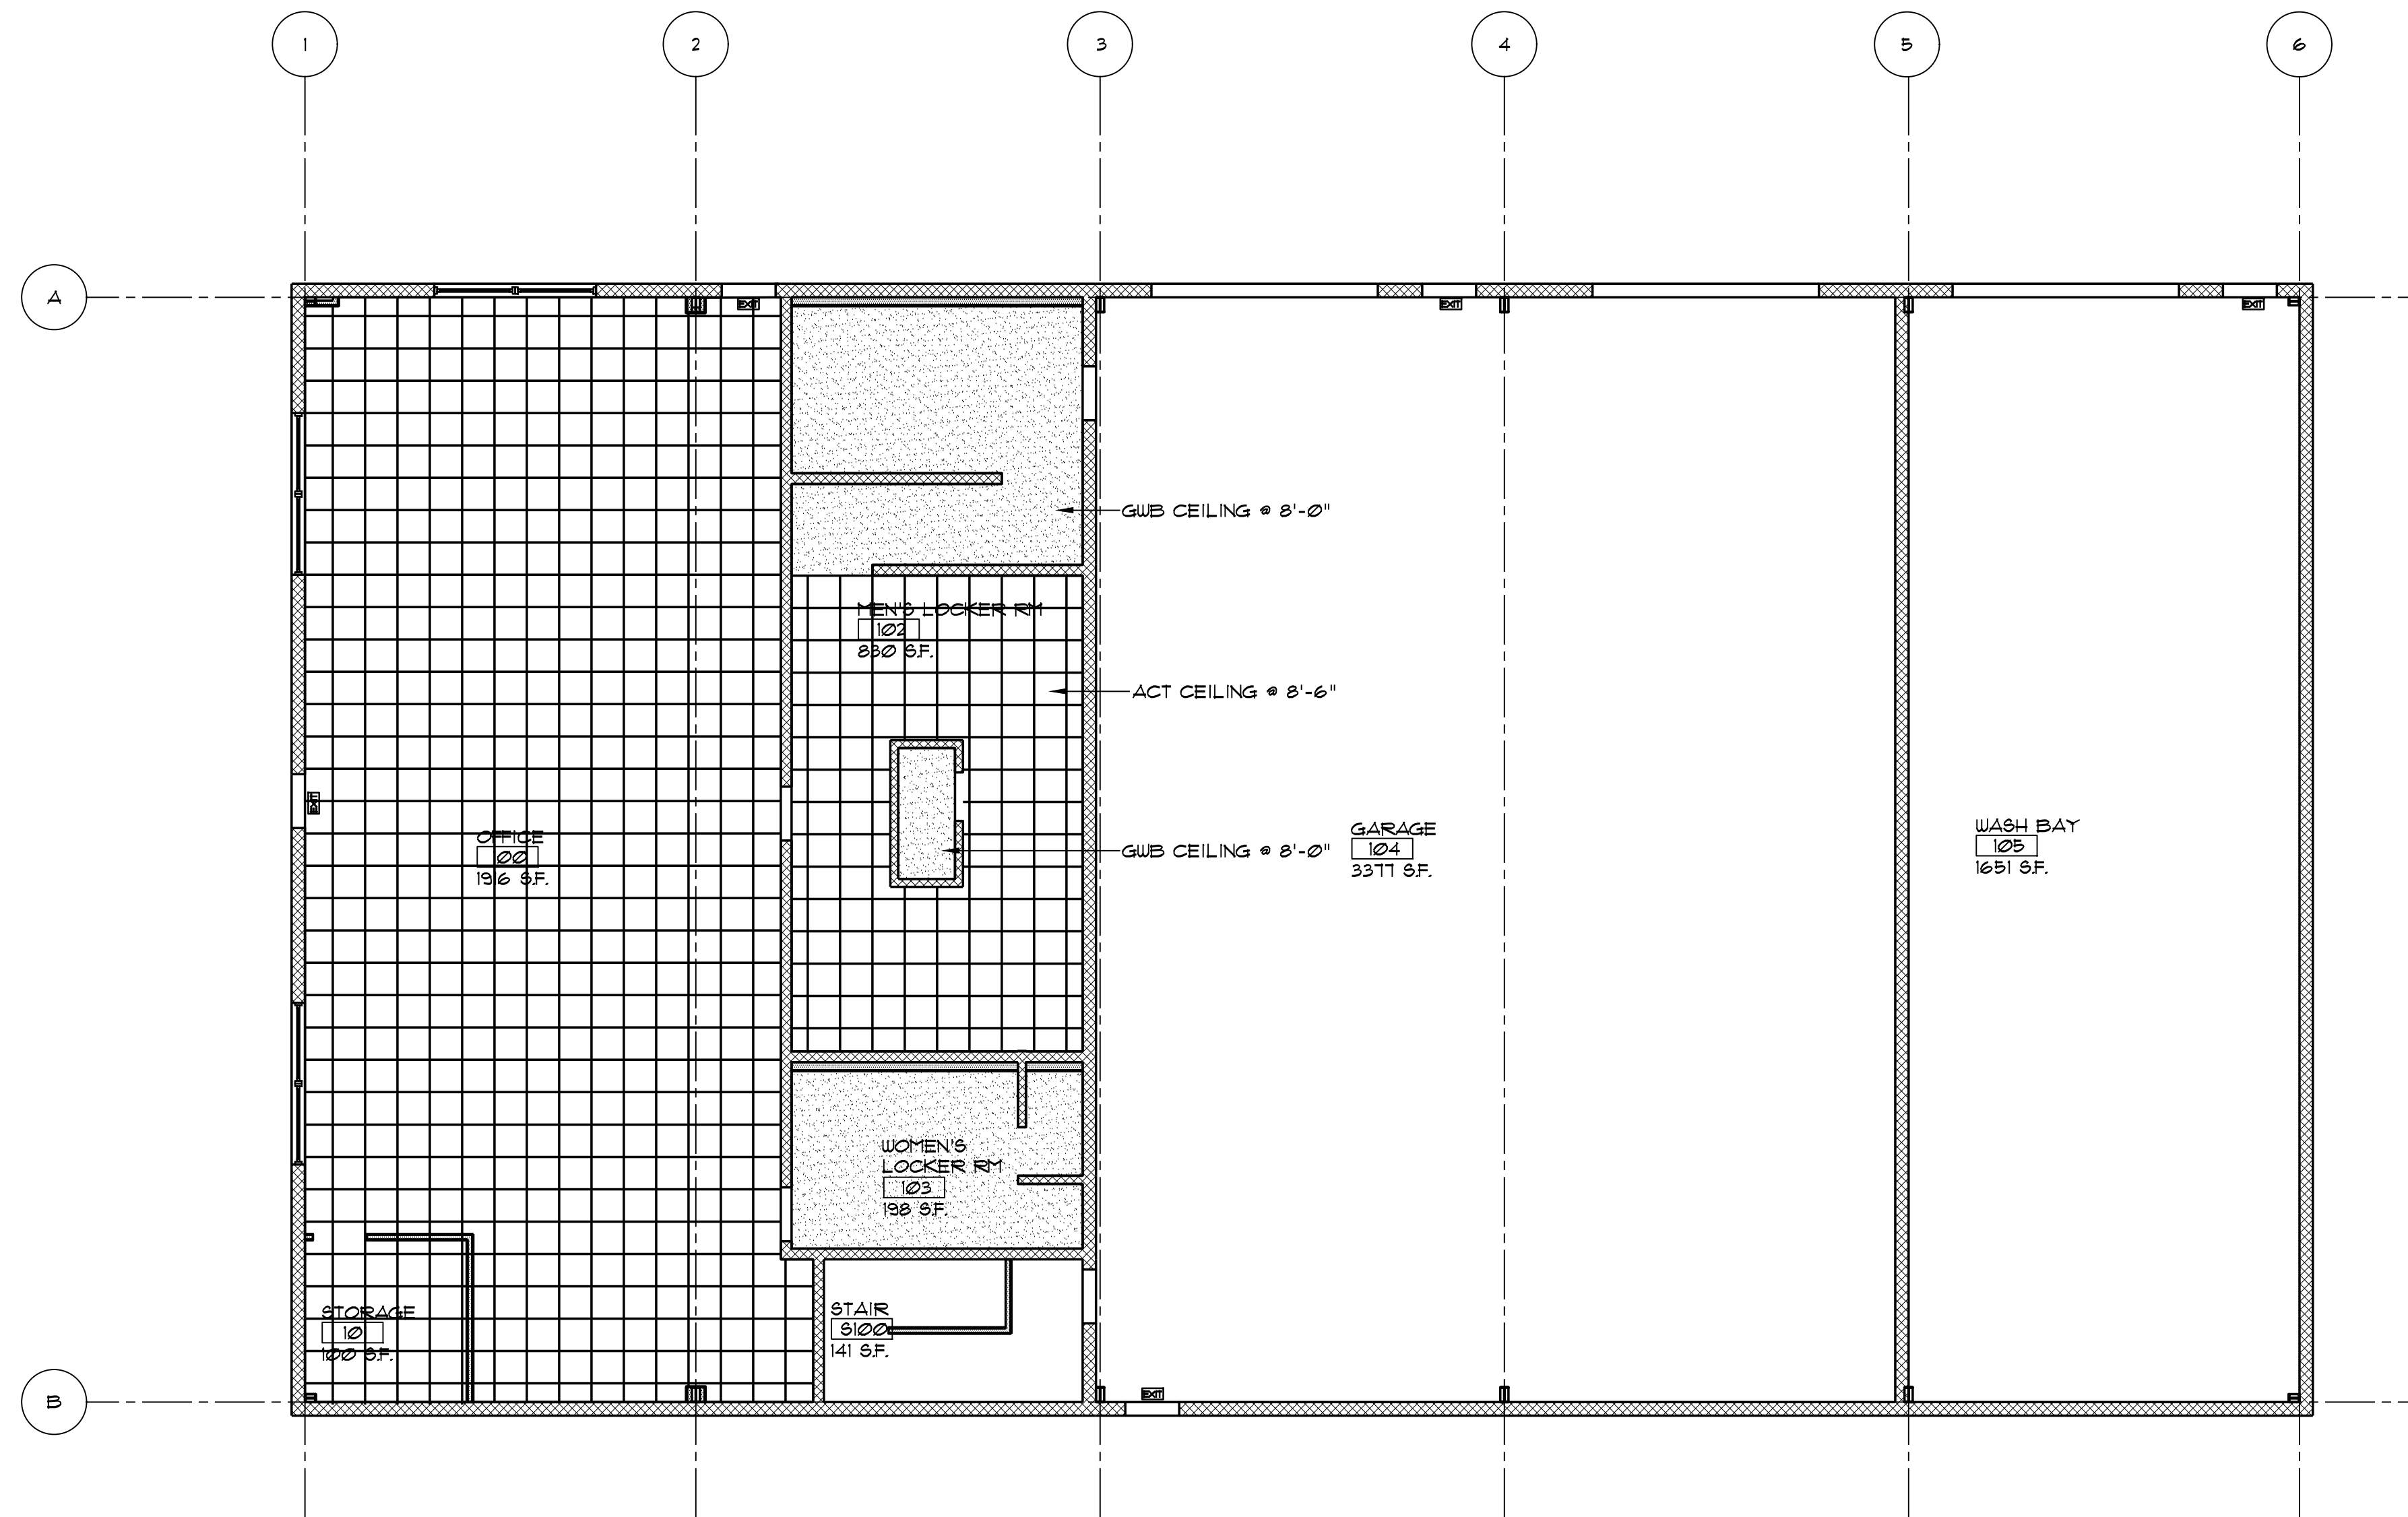 1
2
3
4
5
6
A
EXIT
EXIT
EXIT
GWB CEILING @ 8'-0"
MEN'S LOCKER RM
102
830 S.F.
ACT CEILING @ 8'-6"
EXIT
OFFICE
100
1916 S.F.
GWB CEILING @ 8'-0"
GARAGE
104
3377 S.F.
WASH BAY
105
1651 S.F.
WOMEN'S
LOCKER RM
103
198 S.F.
STORAGE
101
100 S.F.
STAIR
S100
141 S.F.
EXIT
B